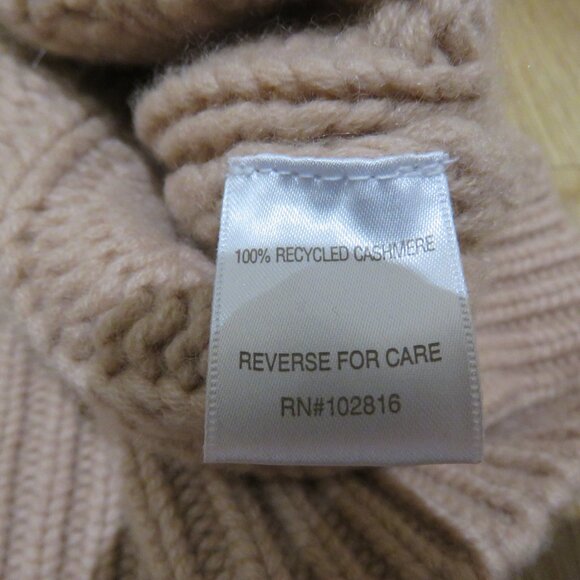 100% RECYCLED CASHMERE
REVERSE FOR CARE
RN#102816